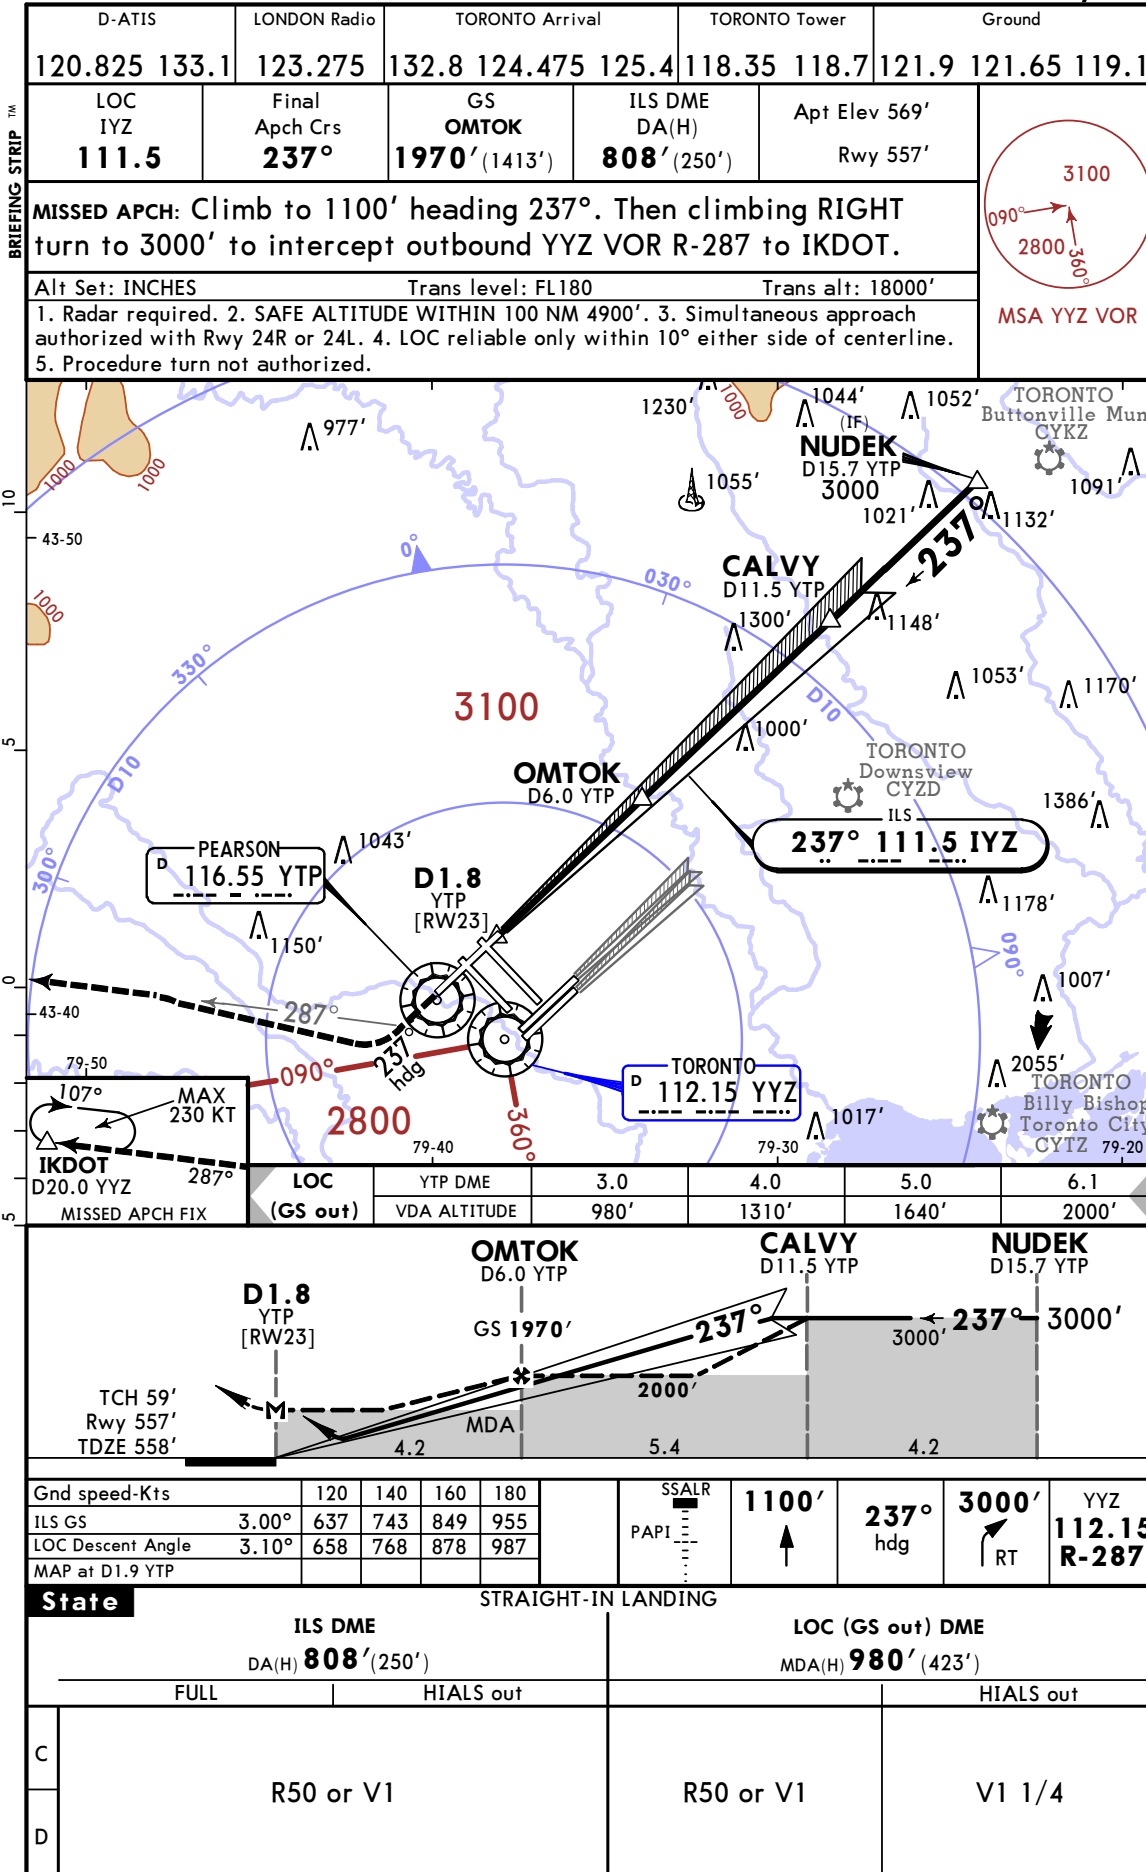 D-ATIS
LONDON Radio
TORONTO Arrival
TORONTO Tower
Ground
120.825 133.1
123.275
132.8 124.475 125.4
118.35 118.7
121.9 121.65 119.1
BRIEFING STRIP TM
LOC
IYZ
111.5
Final
Apch Crs
237°
GS
OMTOK
1970' (1413')
ILS DME
DA(H)
808' (250')
Apt Elev 569'
Rwy 557'
3100
090°
2800
360°
MSA YYZ VOR
MISSED APCH: Climb to 1100' heading 237°. Then climbing RIGHT
turn to 3000' to intercept outbound YYZ VOR R-287 to IKDOT.
Alt Set: INCHES
Trans level: FL180
Trans alt: 18000'
1. Radar required. 2. SAFE ALTITUDE WITHIN 100 NM 4900'. 3. Simultaneous approach
authorized with Rwy 24R or 24L. 4. LOC reliable only within 10° either side of centerline.
5. Procedure turn not authorized.
1000
1000
977'
1230'
1000
1044'
(IF)
NUDEK
D15.7 YTP
3000
1052'
TORONTO
Buttonville Mun
CYKZ
1091'
1055'
1021'
1132'
237°
10
43-50
0°
030°
CALVY
D11.5 YTP
1300'
1148'
1000
330°
3100
1053'
1170'
D10
D10
1000'
5
OMTOK
D6.0 YTP
TORONTO
Downsview
CYZD
1386'
ILS
237° 111.5 IYZ
PEARSON
D
116.55 YTP
1043'
300°
D1.8
YTP
[RW23]
1178'
1150'
060°
0
1007'
287°
43-40
237°
hdg
79-50
090°
2800
360°
TORONTO
D
112.15 YYZ
1017'
2055'
TORONTO
Billy Bishop
Toronto City
CYTZ
79-40
79-30
79-20
107°
MAX
230 KT
IKDOT
D20.0 YYZ
287°
MISSED APCH FIX
5
LOC
(GS out)
YTP DME
3.0
4.0
5.0
6.1
VDA ALTITUDE
980'
1310'
1640'
2000'
OMTOK
D6.0 YTP
CALVY
D11.5 YTP
NUDEK
D15.7 YTP
D1.8
YTP
[RW23]
GS 1970'
237°
237°
3000'
3000'
2000'
TCH 59'
Rwy 557'
TDZE 558'
M
MDA
4.2
5.4
4.2
Gnd speed-Kts
120
140
160
180
ILS GS
3.00°
637
743
849
955
LOC Descent Angle
3.10°
658
768
878
987
MAP at D1.9 YTP
SSALR
PAPI
1100'
237°
hdg
3000'
RT
YYZ
112.15
R-287
State
STRAIGHT-IN LANDING
ILS DME
DA(H) 808' (250')
LOC (GS out) DME
MDA(H) 980' (423')
FULL
HIALS out
HIALS out
C
D
R50 or V1
R50 or V1
V1 1/4